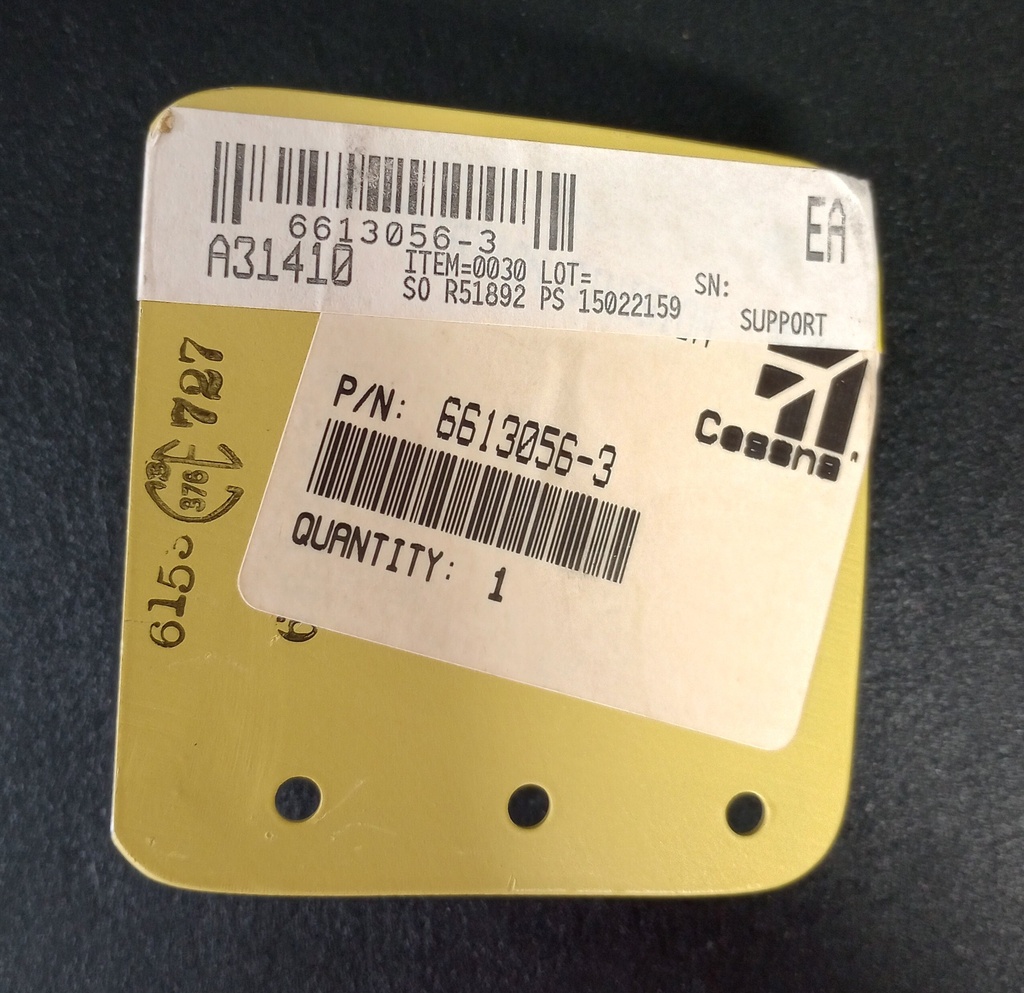 6613056-3
EA
A31410
ITEM=0030 LOT=
SN:
SO R51892 PS 15022159
SUPPORT
Cessna
P/N: 6613056-3
QUANTITY: 1
727
378